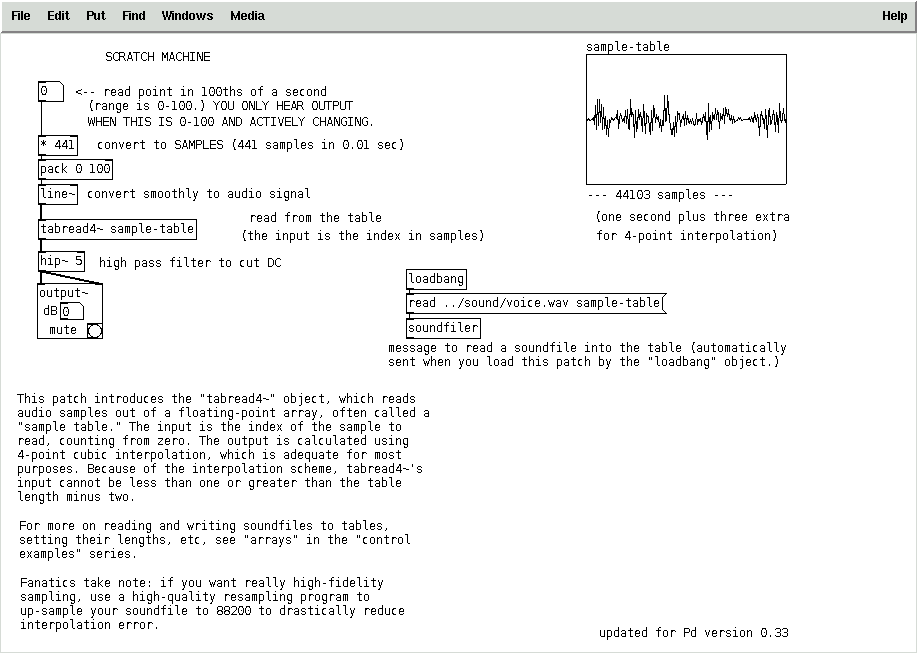 File Edit Put Find Windows Media Help
SCRATCH MACHINE
0
<-- read point in 100ths of a second
(range is 0-100.) YOU ONLY HEAR OUTPUT
WHEN THIS IS 0-100 AND ACTIVELY CHANGING.
* 441
convert to SAMPLES (441 samples in 0.01 sec)
pack 0 100
line~
convert smoothly to audio signal
read from the table
tabread4~ sample-table
(the input is the index in samples)
hip~ 5
high pass filter to cut DC
output~
dB 0
mute
sample-table
--- 44103 samples ---
(one second plus three extra
for 4-point interpolation)
loadbang
read ../sound/voice.wav sample-table
soundfiler
message to read a soundfile into the table (automatically
sent when you load this patch by the "loadbang" object.)
This patch introduces the "tabread4~" object, which reads
audio samples out of a floating-point array, often called a
"sample table." The input is the index of the sample to
read, counting from zero. The output is calculated using
4-point cubic interpolation, which is adequate for most
purposes. Because of the interpolation scheme, tabread4~'s
input cannot be less than one or greater than the table
length minus two.
For more on reading and writing soundfiles to tables,
setting their lengths, etc, see "arrays" in the "control
examples" series.
Fanatics take note: if you want really high-fidelity
sampling, use a high-quality resampling program to
up-sample your soundfile to 88200 to drastically reduce
interpolation error.
updated for Pd version 0.33